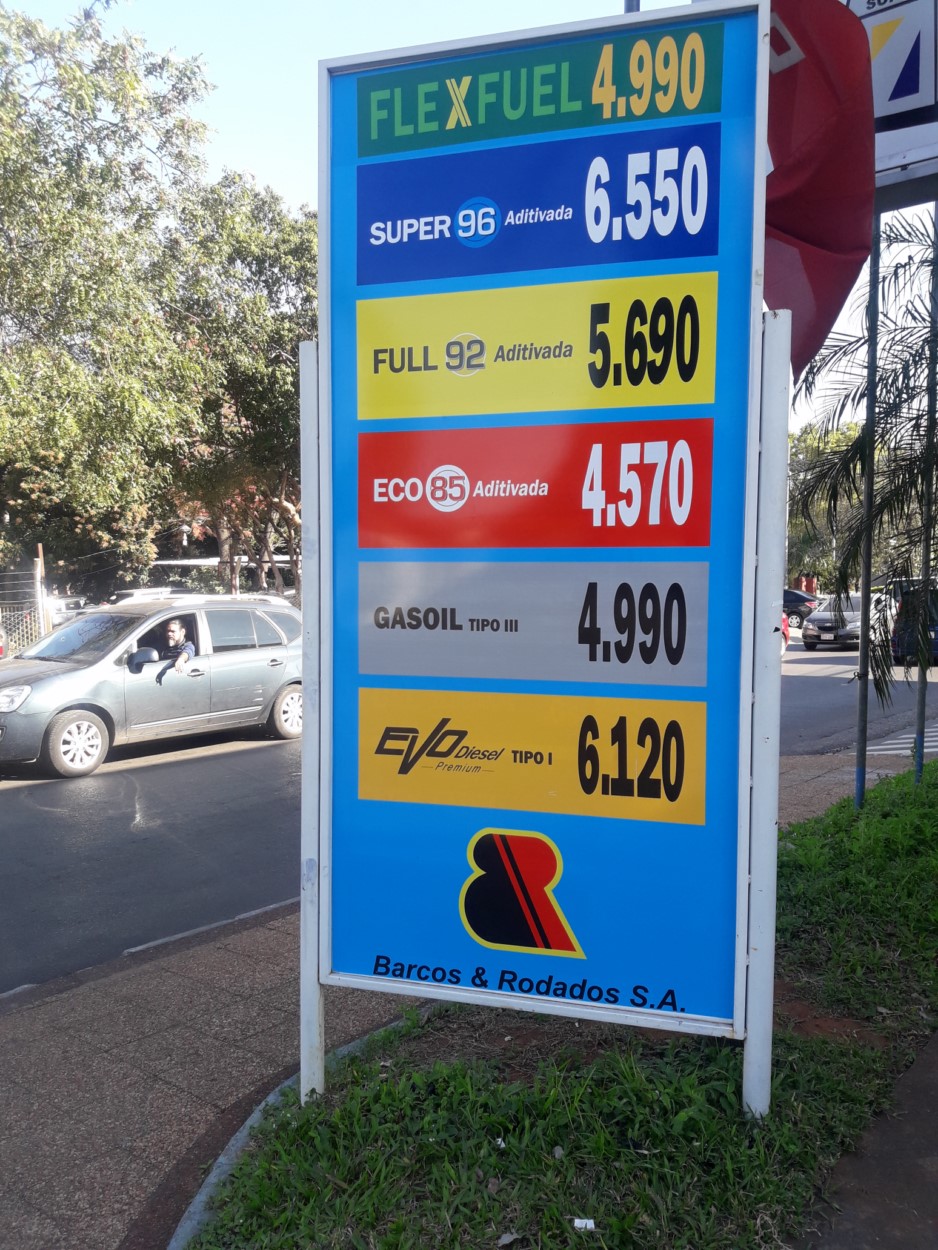 FLEXFUEL 4.990
SUPER 96 Aditivada 6.550
FULL 92 Aditivada 5.690
ECO 85 Aditivada 4.570
GASOIL TIPO III 4.990
EVO Diesel Premium TIPO I 6.120
Barcos & Rodados S.A.